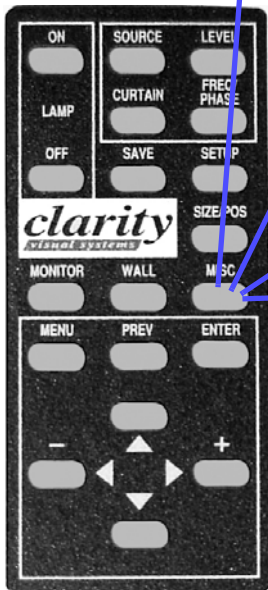 ON SOURCE LEVEL
LAMP CURTAIN FREQ/ PHASE
OFF SAVE SETUP
clarity SIZE/POS
visual systems
MONITOR WALL MISC
MENU PREV ENTER
− +